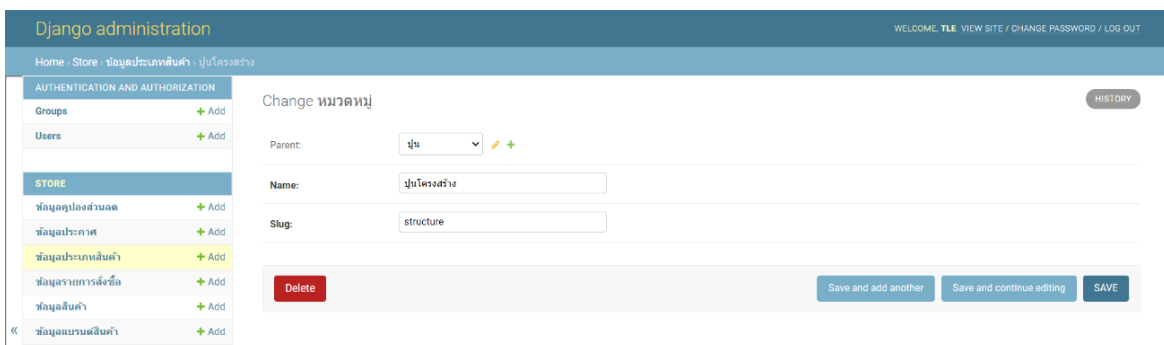 Django administration
WELCOME, TLE. VIEW SITE / CHANGE PASSWORD / LOG OUT
Home › Store › ข้อมูลประเภทสินค้า › ปูนโครงสร้าง
AUTHENTICATION AND AUTHORIZATION
Groups + Add
Users + Add
STORE
ข้อมูลคูปองส่วนลด + Add
ข้อมูลประกาศ + Add
ข้อมูลประเภทสินค้า + Add
ข้อมูลรายการสั่งซื้อ + Add
ข้อมูลสินค้า + Add
« ข้อมูลแบรนด์สินค้า + Add
Change หมวดหมู่
HISTORY
Parent: ปูน
Name: ปูนโครงสร้าง
Slug: structure
Delete
Save and add another
Save and continue editing
SAVE